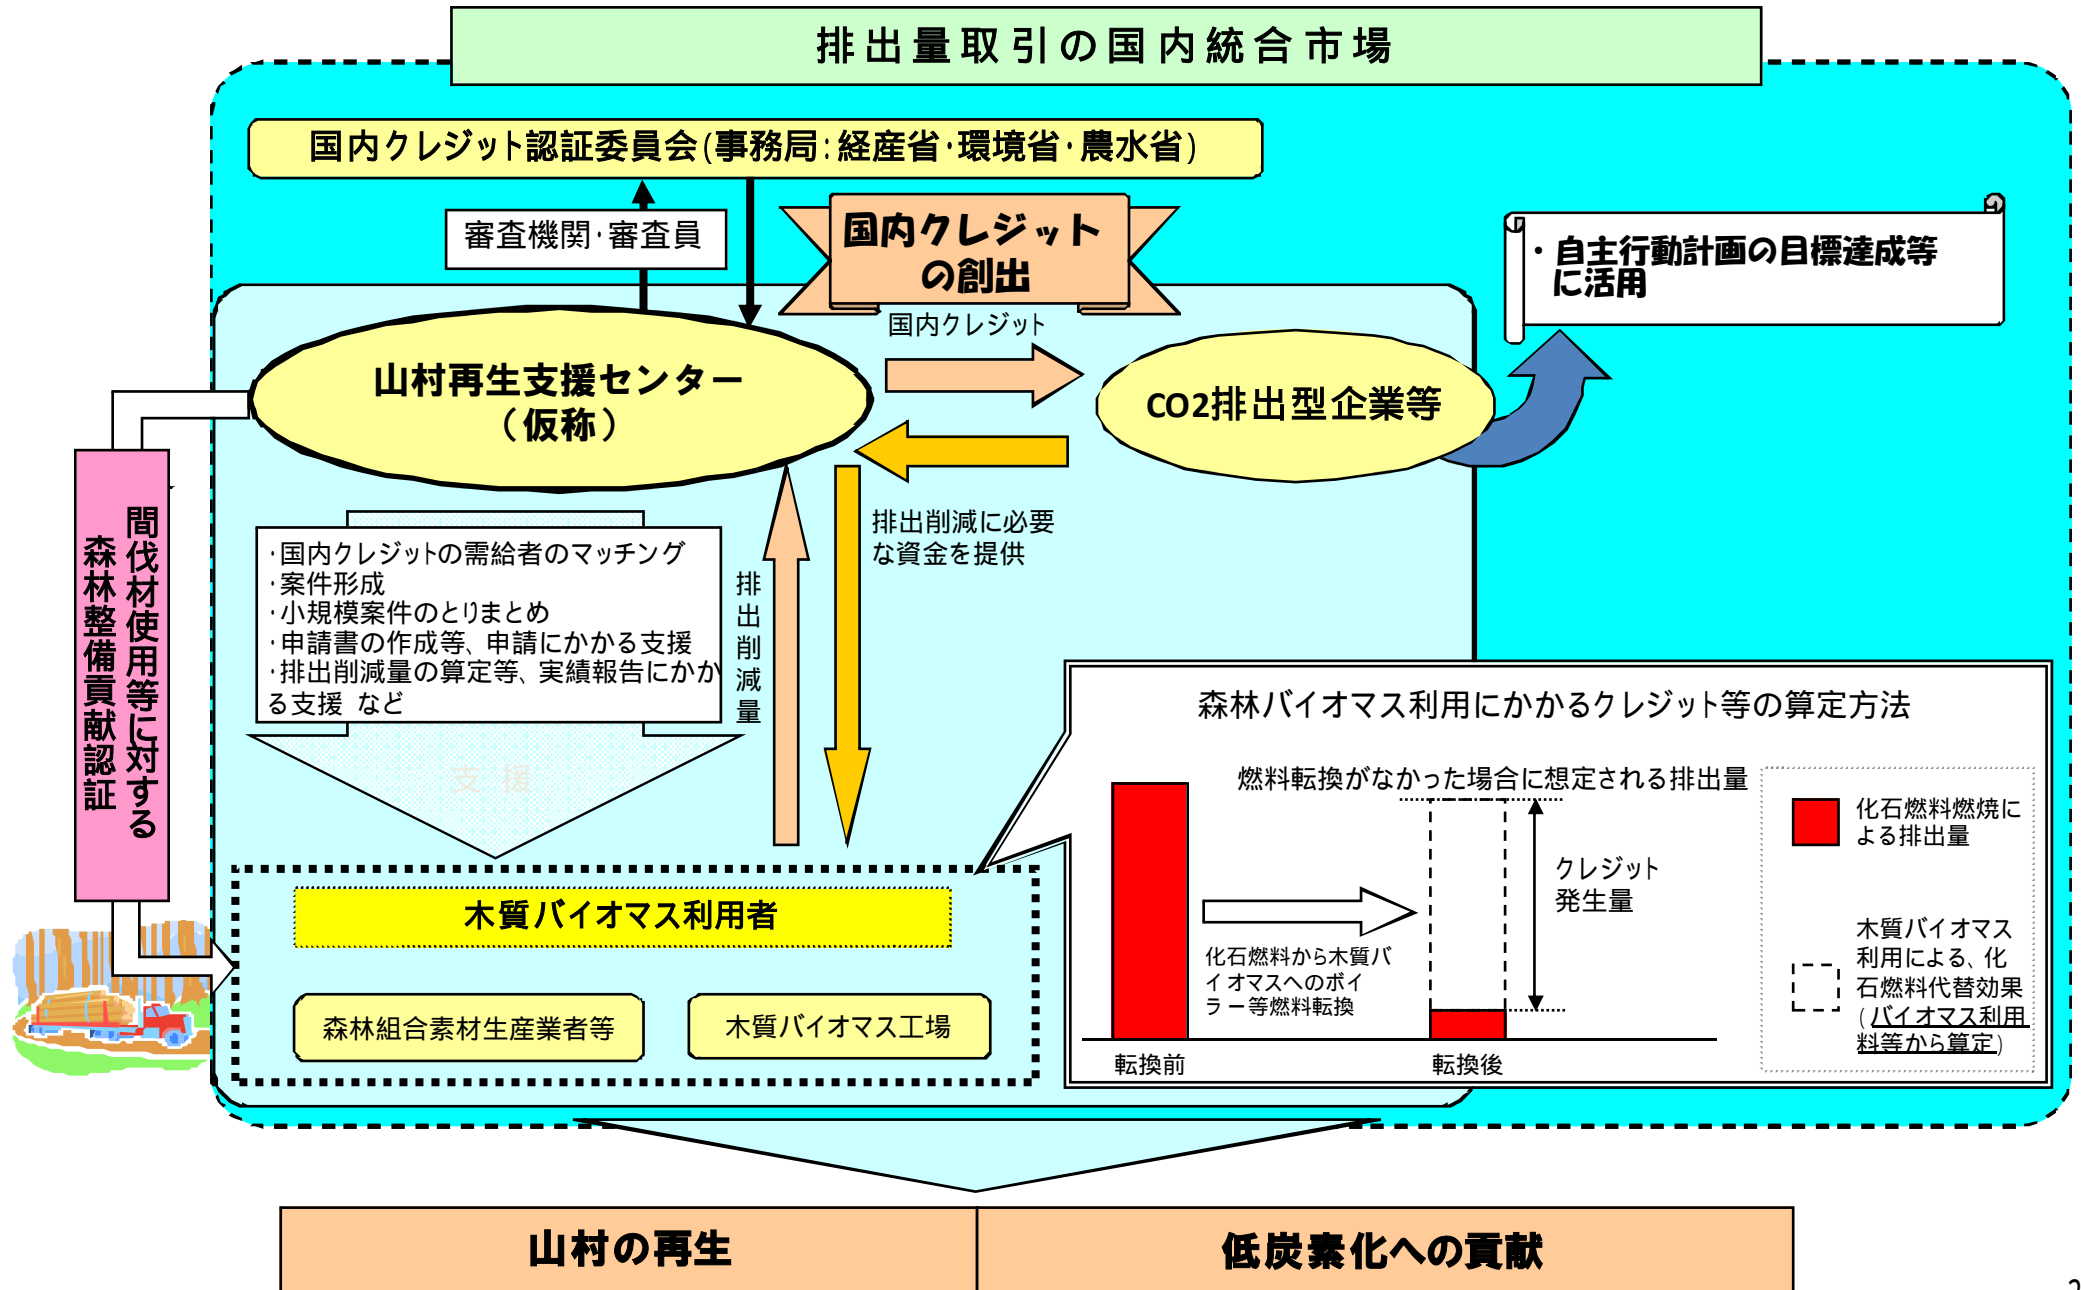 排出量取引の国内統合市場
国内クレジット認証委員会(事務局:経産省・環境省・農水省)
審査機関・審査員
国内クレジット
の創出
・自主行動計画の目標達成等
に活用
国内クレジット
山村再生支援センター
（仮称）
CO2排出型企業等
間伐材使用等に対する
森林整備貢献認証
・国内クレジットの需給者のマッチング
・案件形成
・小規模案件のとりまとめ
・申請書の作成等、申請にかかる支援
・排出削減量の算定等、実績報告にかか
る支援 など
支 援
排出削減量
排出削減に必要
な資金を提供
木質バイオマス利用者
森林組合素材生産業者等
木質バイオマス工場
森林バイオマス利用にかかるクレジット等の算定方法
燃料転換がなかった場合に想定される排出量
クレジット
発生量
化石燃料から木質バ
イオマスへのボイ
ラー等燃料転換
転換前
転換後
化石燃料燃焼に
よる排出量
木質バイオマス
利用による、化
石燃料代替効果
(バイオマス利用
料等から算定)
山村の再生
低炭素化への貢献
2